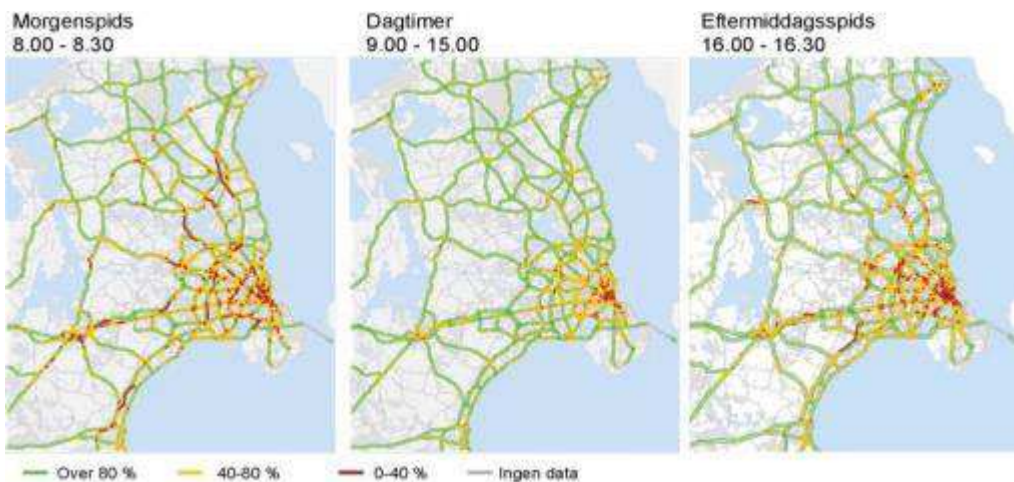 Morgenspids
8.00 - 8.30
Dagtimer
9.00 - 15.00
Eftermiddagsspids
16.00 - 16.30
Over 80 %
40-80 %
0-40 %
Ingen data